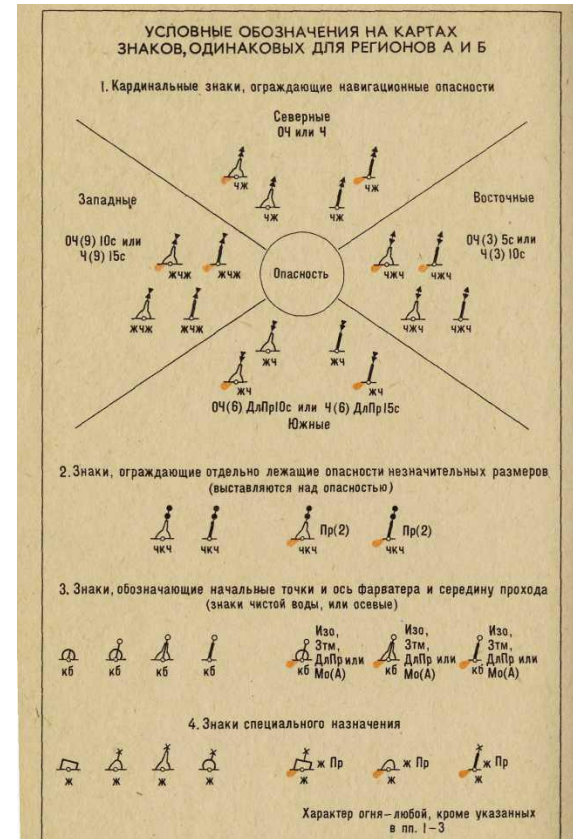 УСЛОВНЫЕ ОБОЗНАЧЕНИЯ НА КАРТАХ
ЗНАКОВ, ОДИНАКОВЫХ ДЛЯ РЕГИОНОВ А И Б
1. Кардинальные знаки, ограждающие навигационные опасности
Северные
ОЧ или Ч
чж чж
чж чж
Западные Восточные
ОЧ(9) 10с или
Ч(9) 15с
ОЧ(3) 5с или
Ч(3) 10с
жчж жчж
Опасность
чжч чжч
жчж жчж
чжч чжч
жч жч
жч жч
ОЧ(6) ДлПр10с или Ч(6) ДлПр15с
Южные
2. Знаки, ограждающие отдельно лежащие опасности незначительных размеров
(выставляются над опасностью)
Пр(2) Пр(2)
чкч чкч чкч чкч
3. Знаки, обозначающие начальные точки и ось фарватера и середину прохода
(знаки чистой воды, или осевые)
Изо, Изо, Изо,
Зтм, Зтм, Зтм,
ДлПр или ДлПр или ДлПр или
кб кб кб кб кб Мо(А) кб Мо(А) кб Мо(А)
4. Знаки специального назначения
ж Пр ж Пр ж Пр
ж ж ж ж ж ж ж
Характер огня – любой, кроме указанных
в пп. 1–3